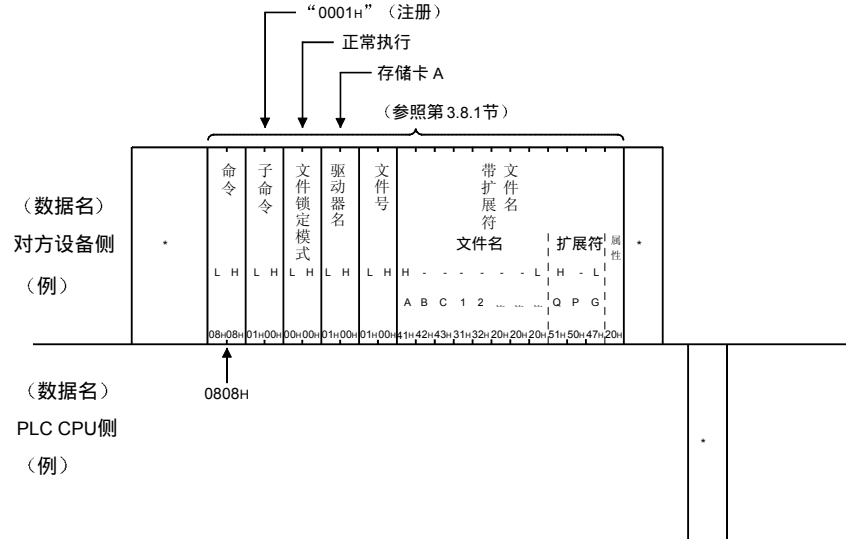 “0001H”（注册）
正常执行
存储卡 A
（参照第 3.8.1节）
命令
子命令
文件锁定模式
驱动器名
文件号
带扩展符
文件名
（数据名）
对方设备侧
（例）
*
文件名
扩展符
属性
*
L H L H L H L H L H H - - - - - - L H - L
A B C 1 2 Q P G
08H 08H 01H 00H 00H 00H 01H 00H 01H 00H 41H 42H 43H 31H 32H 20H 20H 20H 51H 50H 47H 20H
（数据名）
PLC CPU侧
（例）
0808H
*